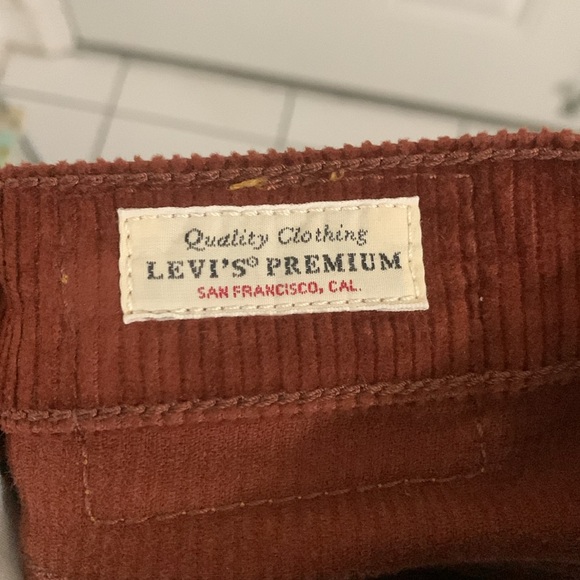 Quality Clothing
LEVI'S® PREMIUM
SAN FRANCISCO, CAL.